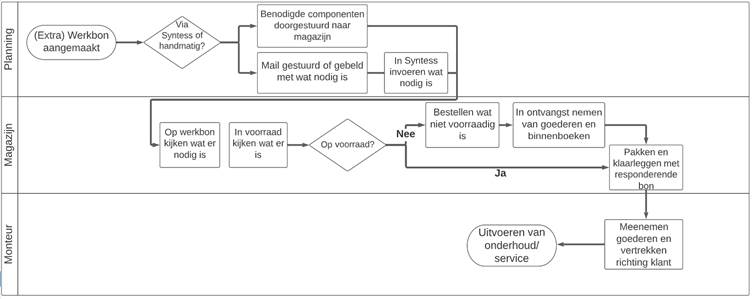 Planning
(Extra) Werkbon
aangemaakt
Via
Syntess of
handmatig?
Benodigde componenten
doorgestuurd naar
magazijn
Mail gestuurd of gebeld
met wat nodig is
In Syntess
invoeren wat
nodig is
Magazijn
Op werkbon
kijken wat er
nodig is
In voorraad
kijken wat er
is
Op voorraad?
Nee
Ja
Bestellen wat
niet voorraadig
is
In ontvangst nemen
van goederen en
binnenboeken
Pakken en
klaarleggen met
responderende
bon
Monteur
Meenemen
goederen en
vertrekken
richting klant
Uitvoeren van
onderhoud/
service